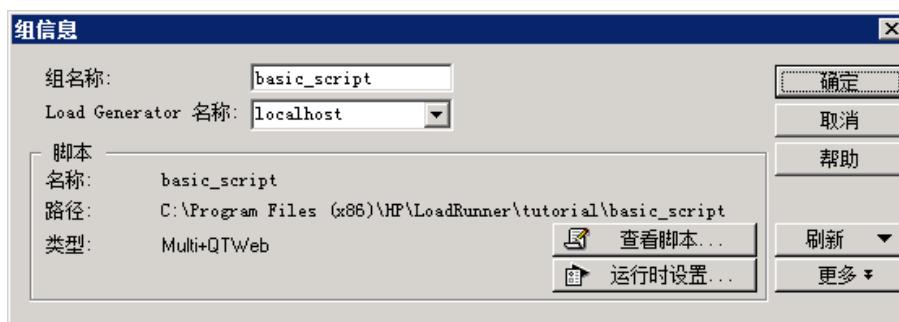 组信息
组名称: basic_script 确定
Load Generator 名称: localhost 取消
脚本 帮助
名称: basic_script
路径: C:\Program Files (x86)\HP\LoadRunner\tutorial\basic_script
类型: Multi+QTWeb 查看脚本... 刷新
运行时设置... 更多